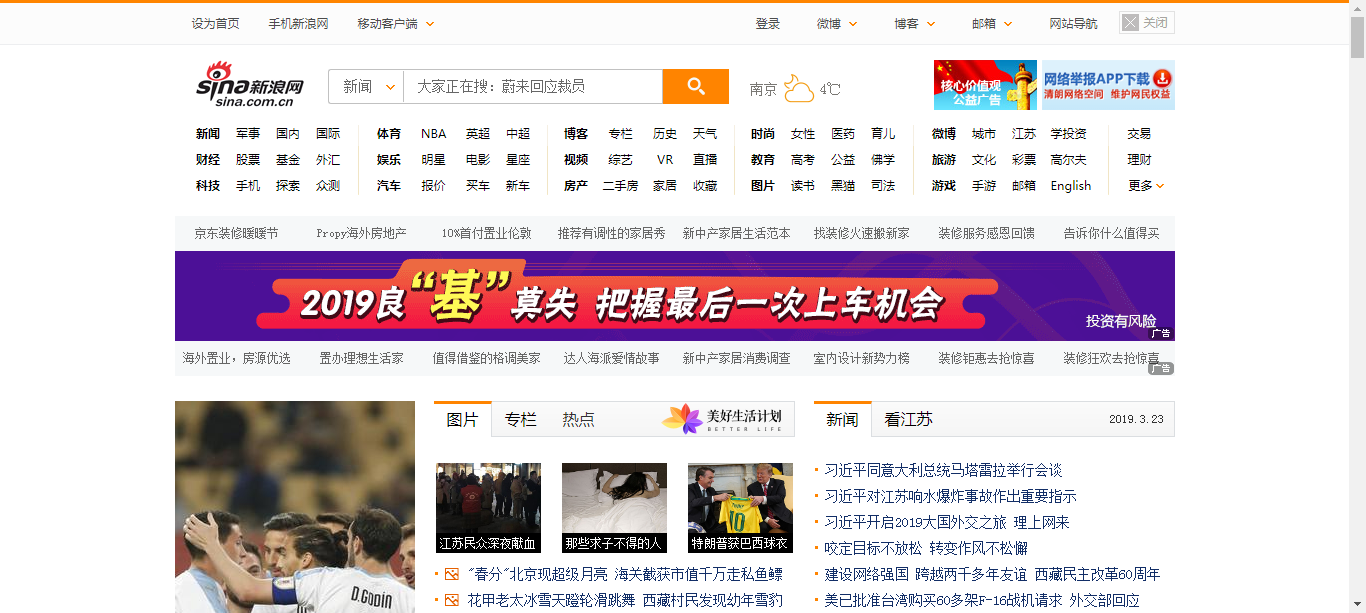 设为首页 手机新浪网 移动客户端 登录 微博 博客 邮箱 网站导航 关闭
sina新浪网
sina.com.cn
新闻 大家正在搜：蔚来回应裁员
南京 4℃
核心价值观
公益广告
网络举报APP下载
清朗网络空间 维护网民权益
新闻 军事 国内 国际 体育 NBA 英超 中超 博客 专栏 历史 天气 时尚 女性 医药 育儿 微博 城市 江苏 学投资 交易
财经 股票 基金 外汇 娱乐 明星 电影 星座 视频 综艺 VR 直播 教育 高考 公益 佛学 旅游 文化 彩票 高尔夫 理财
科技 手机 探索 众测 汽车 报价 买车 新车 房产 二手房 家居 收藏 图片 读书 黑猫 司法 游戏 手游 邮箱 English 更多
京东装修暖暖节 Propy海外房地产 10%首付置业伦敦 推荐有调性的家居秀 新中产家居生活范本 找装修火速搬新家 装修服务感恩回馈 告诉你什么值得买
2019良“基”莫失 把握最后一次上车机会
投资有风险
广告
海外置业，房源优选 置办理想生活家 值得借鉴的格调美家 达人海派爱情故事 新中产家居消费调查 室内设计新势力榜 装修钜惠去抢惊喜 装修狂欢去抢惊喜
广告
图片 专栏 热点 美好生活计划
BETTER LIFE
新闻 看江苏 2019.3.23
D.GODIN
江苏民众深夜献血 那些求子不得的人 特朗普获巴西球衣
10
“春分”北京现超级月亮 海关截获市值千万走私鱼鳔
花甲老太冰雪天蹬轮滑跳舞 西藏村民发现幼年雪豹
习近平同意大利总统马塔雷拉举行会谈
习近平对江苏响水爆炸事故作出重要指示
习近平开启2019大国外交之旅 理上网来
咬定目标不放松 转变作风不松懈
建设网络强国 跨越两千多年友谊 西藏民主改革60周年
美已批准台湾购买60多架F-16战机请求 外交部回应